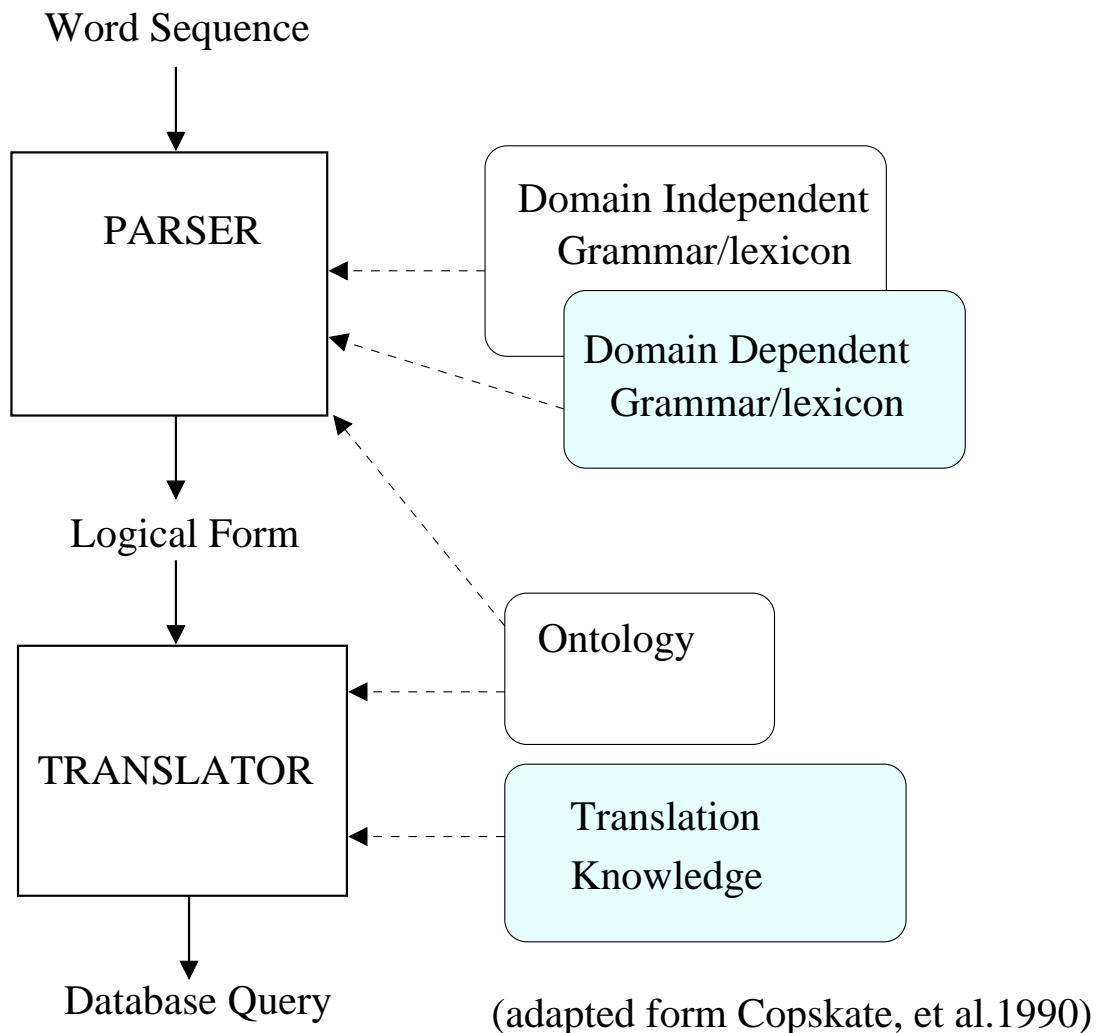 Word Sequence
PARSER
Domain Independent
Grammar/lexicon
Domain Dependent
Grammar/lexicon
Logical Form
Ontology
TRANSLATOR
Translation
Knowledge
Database Query
(adapted form Copskate, et al.1990)